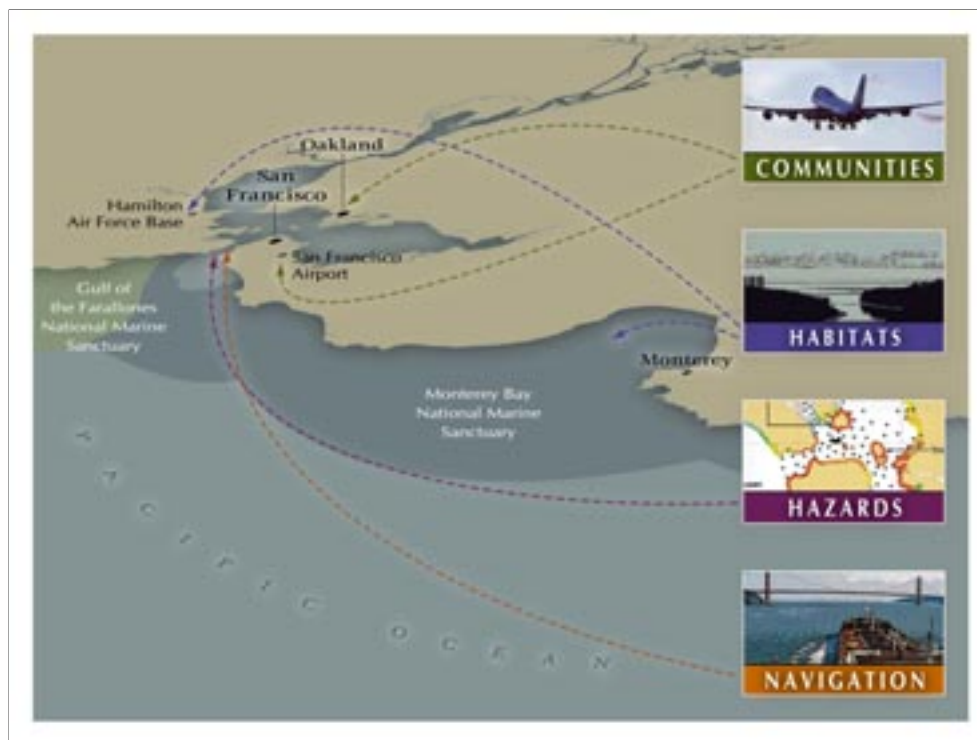 Oakland
San
Francisco
Hamilton
Air Force Base
San Francisco
Airport
Gulf of
the Farallones
National Marine
Sanctuary
Monterey
Monterey Bay
National Marine
Sanctuary
PACIFIC OCEAN
COMMUNITIES
HABITATS
HAZARDS
NAVIGATION